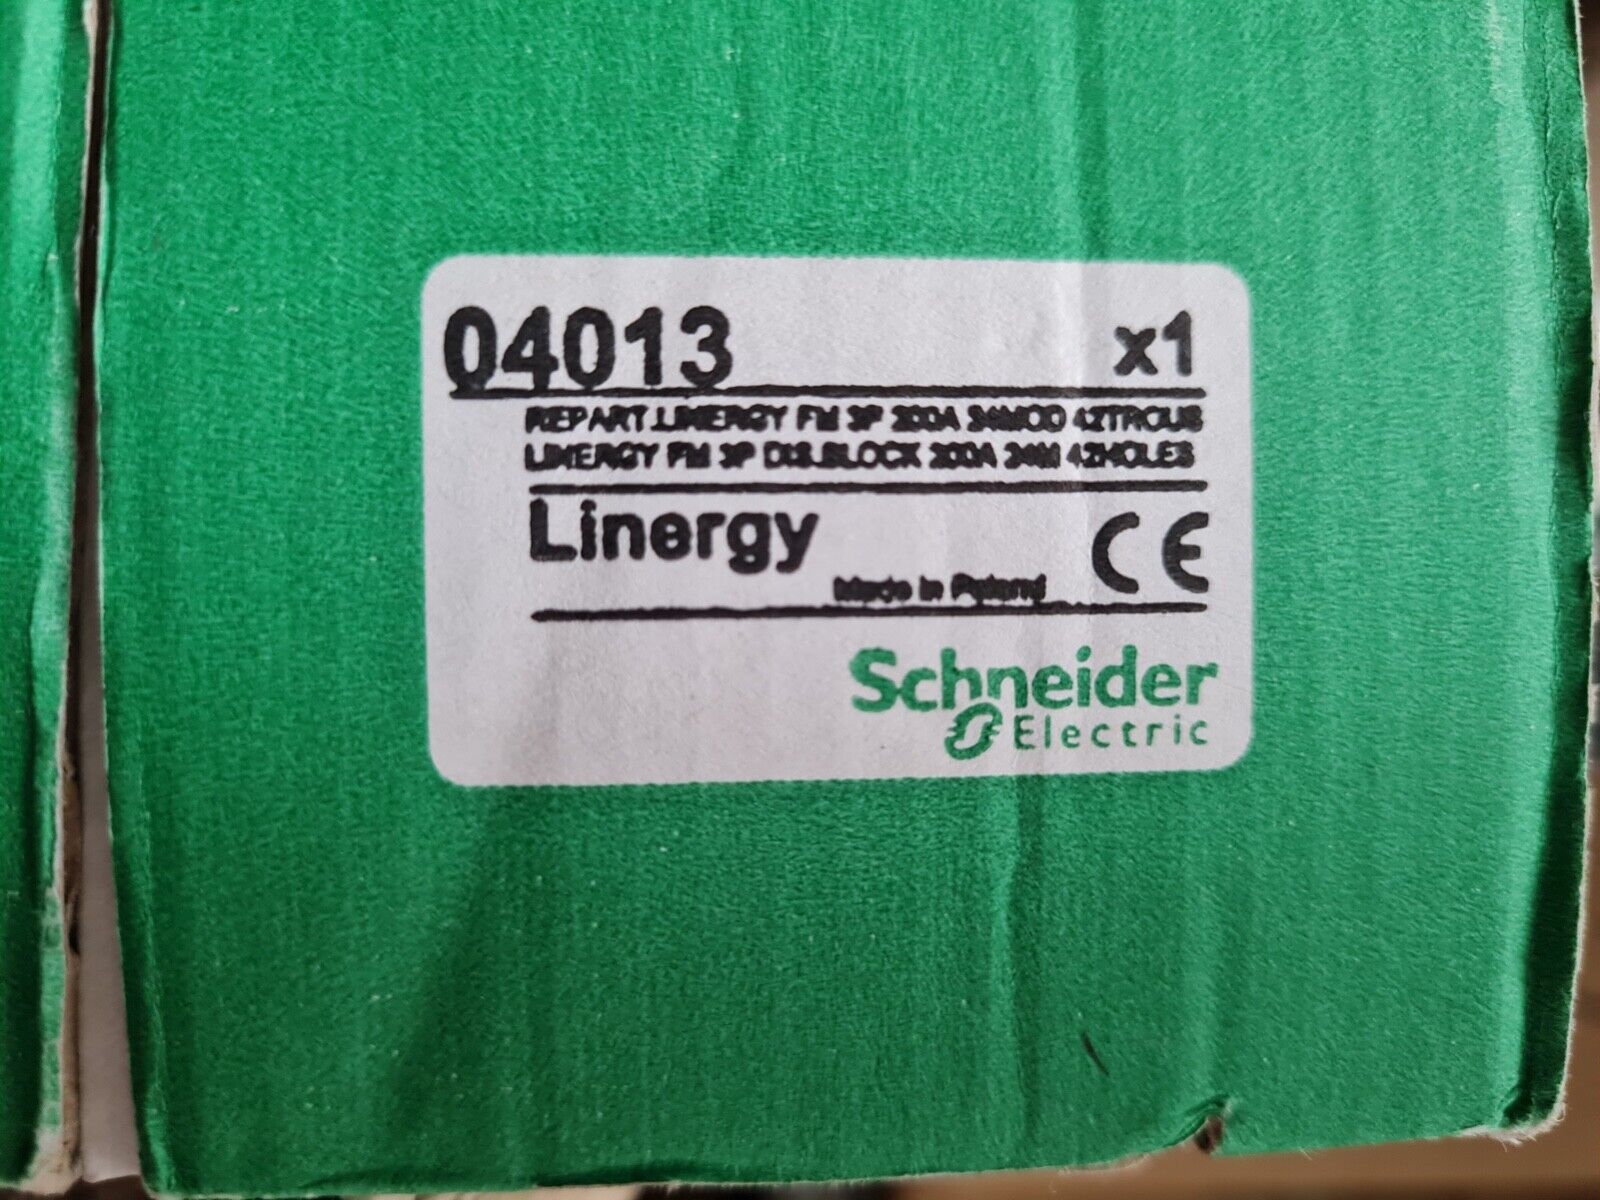 04013 x1
REPART.LINERGY FM 3P 200A 24MOD 42TROUS
LINERGY FM 3P DIS.BLOCK 200A 24M 42HOLES
Linergy
Made in Poland CE
Schneider
Electric